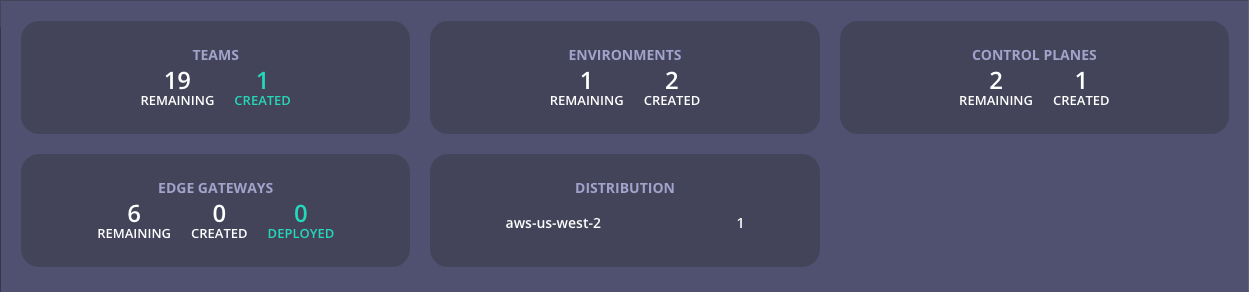 TEAMS
19 1
REMAINING CREATED
ENVIRONMENTS
1 2
REMAINING CREATED
CONTROL PLANES
2 1
REMAINING CREATED
EDGE GATEWAYS
6 0 0
REMAINING CREATED DEPLOYED
DISTRIBUTION
aws-us-west-2 1